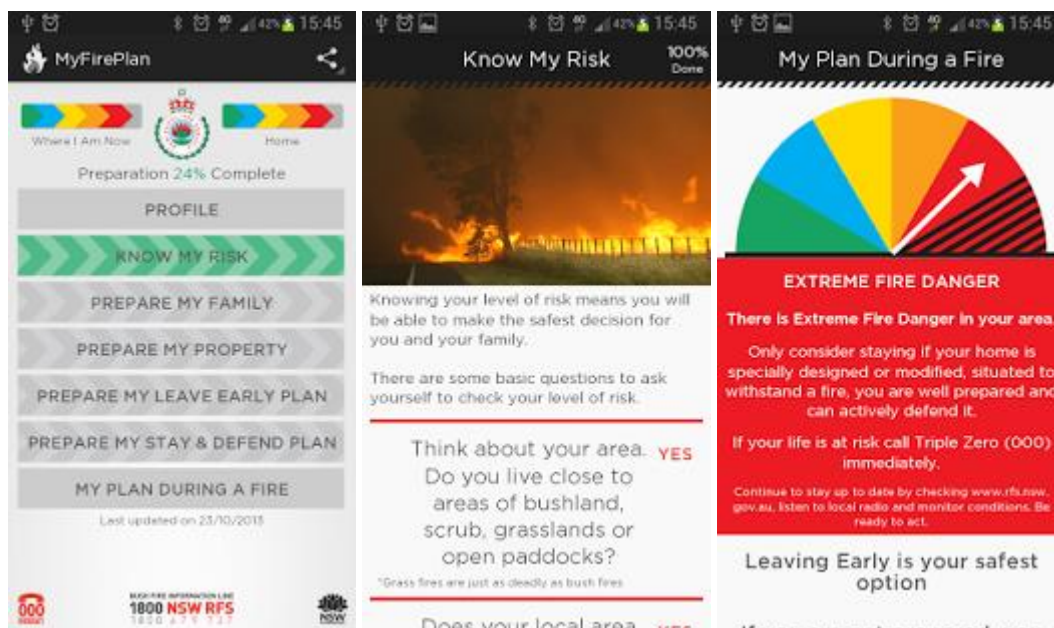 42% 15:45
MyFirePlan
Where I Am Now
Home
Preparation 24% Complete
PROFILE
KNOW MY RISK
PREPARE MY FAMILY
PREPARE MY PROPERTY
PREPARE MY LEAVE EARLY PLAN
PREPARE MY STAY & DEFEND PLAN
MY PLAN DURING A FIRE
Last updated on 23/10/2013
000
BUSH FIRE INFORMATION LINE
1800 NSW RFS
1800 679 737
NSW
42% 15:45
Know My Risk
100%
Done
Knowing your level of risk means you will
be able to make the safest decision for
you and your family.
There are some basic questions to ask
yourself to check your level of risk.
Think about your area. YES
Do you live close to
areas of bushland,
scrub, grasslands or
open paddocks?
*Grass fires are just as deadly as bush fires
Does your local area YES
42% 15:45
My Plan During a Fire
EXTREME FIRE DANGER
There is Extreme Fire Danger in your area.
Only consider staying if your home is
specially designed or modified, situated to
withstand a fire, you are well prepared and
can actively defend it.
If your life is at risk call Triple Zero (000)
immediately.
Continue to stay up to date by checking www.rfs.nsw.
gov.au, listen to local radio and monitor conditions. Be
ready to act.
Leaving Early is your safest
option